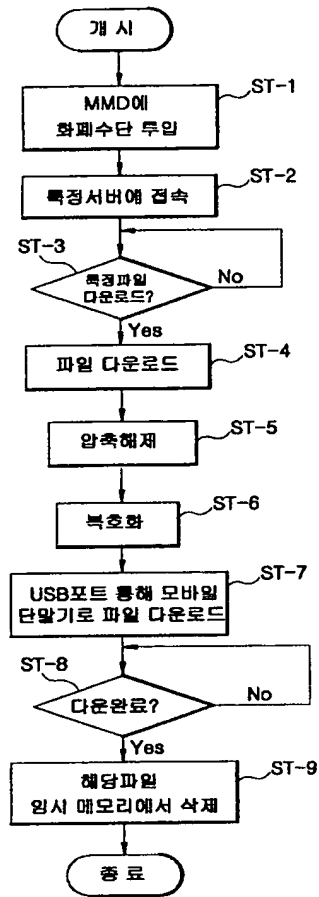 개 시
MMD에
화폐수단 투입
ST-1
특정서버에 접속
ST-2
ST-3
특정파일
다운로드?
No
Yes
파일 다운로드
ST-4
압축해제
ST-5
복호화
ST-6
USB포트 통해 모바일
단말기로 파일 다운로드
ST-7
ST-8
다운완료?
No
Yes
해당파일
임시 메모리에서 삭제
ST-9
종 료